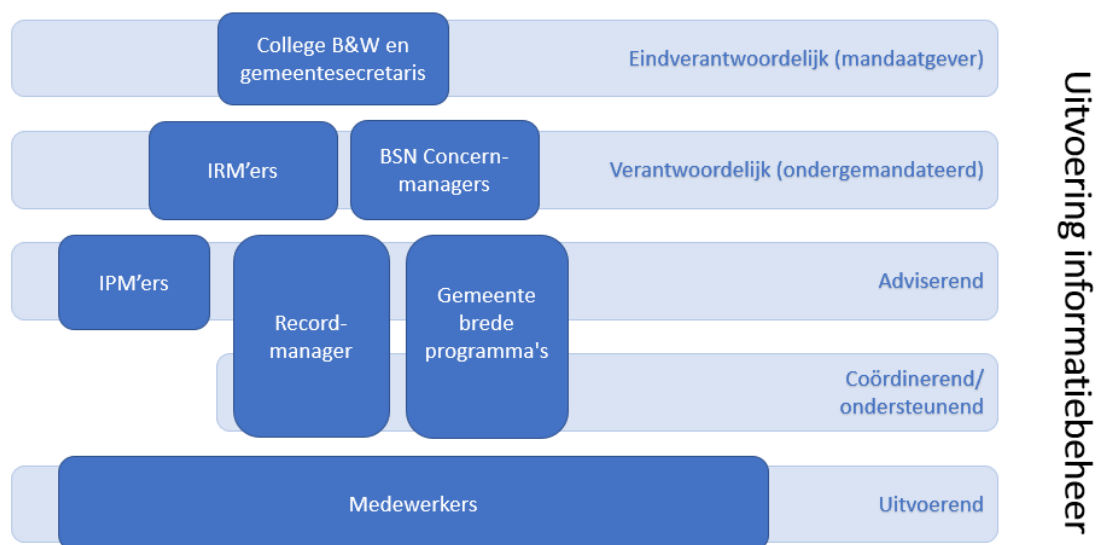 College B&W en
gemeentesecretaris
Eindverantwoordelijk (mandaatgever)
IRM’ers
BSN Concern-
managers
Verantwoordelijk (ondergemandateerd)
IPM’ers
Record-
manager
Gemeente
brede
programma's
Adviserend
Coördinerend/
ondersteunend
Medewerkers
Uitvoerend
Uitvoering informatiebeheer